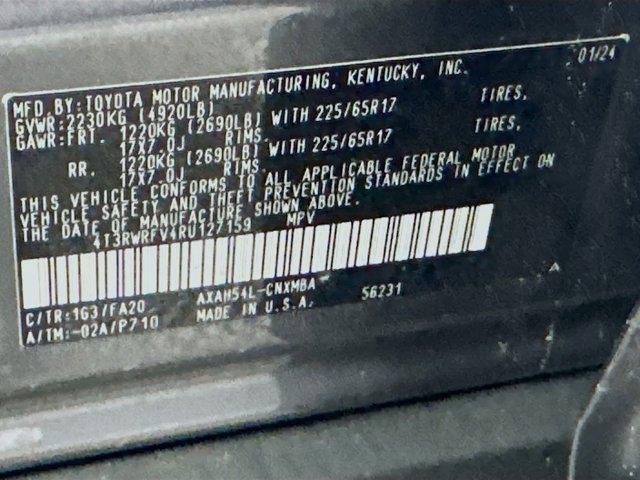 MFD. BY: TOYOTA MOTOR MANUFACTURING, KENTUCKY, INC. 01/24
GVWR: 2230KG (4920LB)
GAWR: FRT. 1220KG (2690LB) WITH 225/65R17 TIRES,
17X7.0J RIMS
RR. 1220KG (2690LB) WITH 225/65R17 TIRES,
17X7.0J RIMS.
THIS VEHICLE CONFORMS TO ALL APPLICABLE FEDERAL MOTOR
VEHICLE SAFETY AND THEFT PREVENTION STANDARDS IN EFFECT ON
THE DATE OF MANUFACTURE SHOWN ABOVE.
4T3RWRFV4RU127159 MPV
C/TR:1G3/FA20 AXAH54L-CNXMBA 56231 A
A/TM:-02A/P710 MADE IN U.S.A.